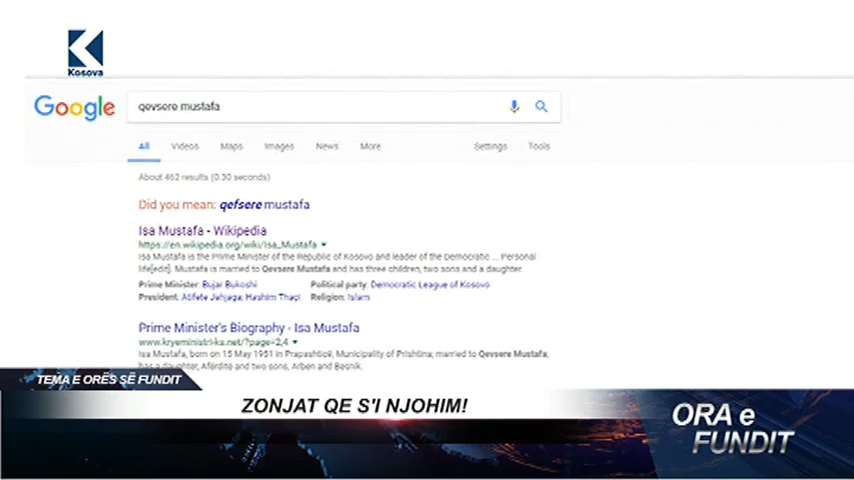 Kosova
Google
qevsere mustafa
All Videos Maps Images News More Settings Tools
About 462 results (0.30 seconds)
Did you mean: qefsere mustafa
Isa Mustafa - Wikipedia
https://en.wikipedia.org/wiki/Isa_Mustafa
Isa Mustafa is the Prime Minister of the Republic of Kosovo and leader of the Democratic ... Personal
life[edit]. Mustafa is married to Qevsere Mustafa and has three children, two sons and a daughter.
Prime Minister: Bujar Bukoshi Political party: Democratic League of Kosovo
President: Atifete Jahjaga; Hashim Thaçi Religion: Islam
Prime Minister's Biography - Isa Mustafa
www.kryeministri-ks.net/?page=2,4
Isa Mustafa, born on 15 May 1951 in Prapashticë, Municipality of Prishtina; married to Qevsere Mustafa,
has a daughter, Afërditë and two sons, Arben and Besnik.
TEMA E ORËS SË FUNDIT
ZONJAT QE S'I NJOHIM!
ORA e
FUNDIT